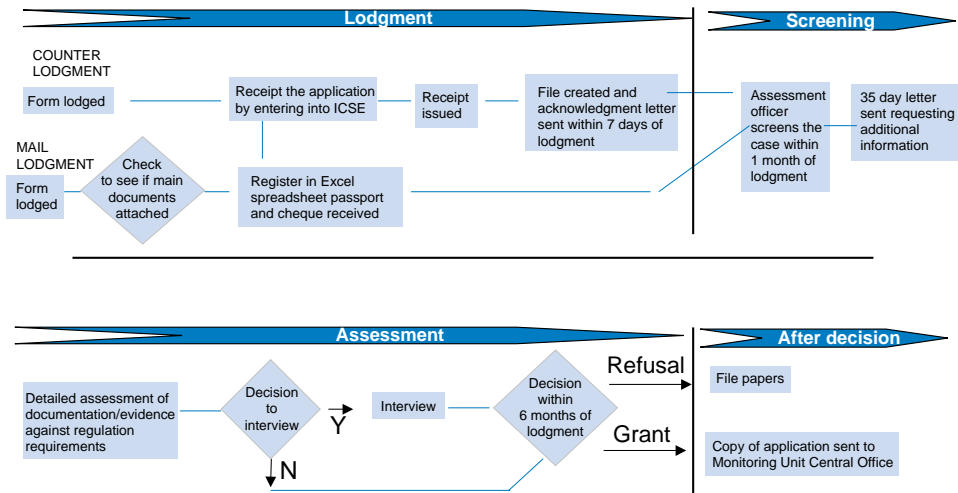 Lodgment
Screening
COUNTER
LODGMENT
Form lodged
Receipt the application
by entering into ICSE
Receipt
issued
File created and
acknowledgment letter
sent within 7 days of
lodgment
Assessment
officer
screens the
case within
1 month of
lodgment
35 day letter
sent requesting
additional
information
MAIL
LODGMENT
Form
lodged
Check
to see if main
documents
attached
Register in Excel
spreadsheet passport
and cheque received
Assessment
After decision
Detailed assessment of
documentation/evidence
against regulation
requirements
Decision
to
interview
Y
N
Interview
Decision
within
6 months of
lodgment
Refusal
Grant
File papers
Copy of application sent to
Monitoring Unit Central Office